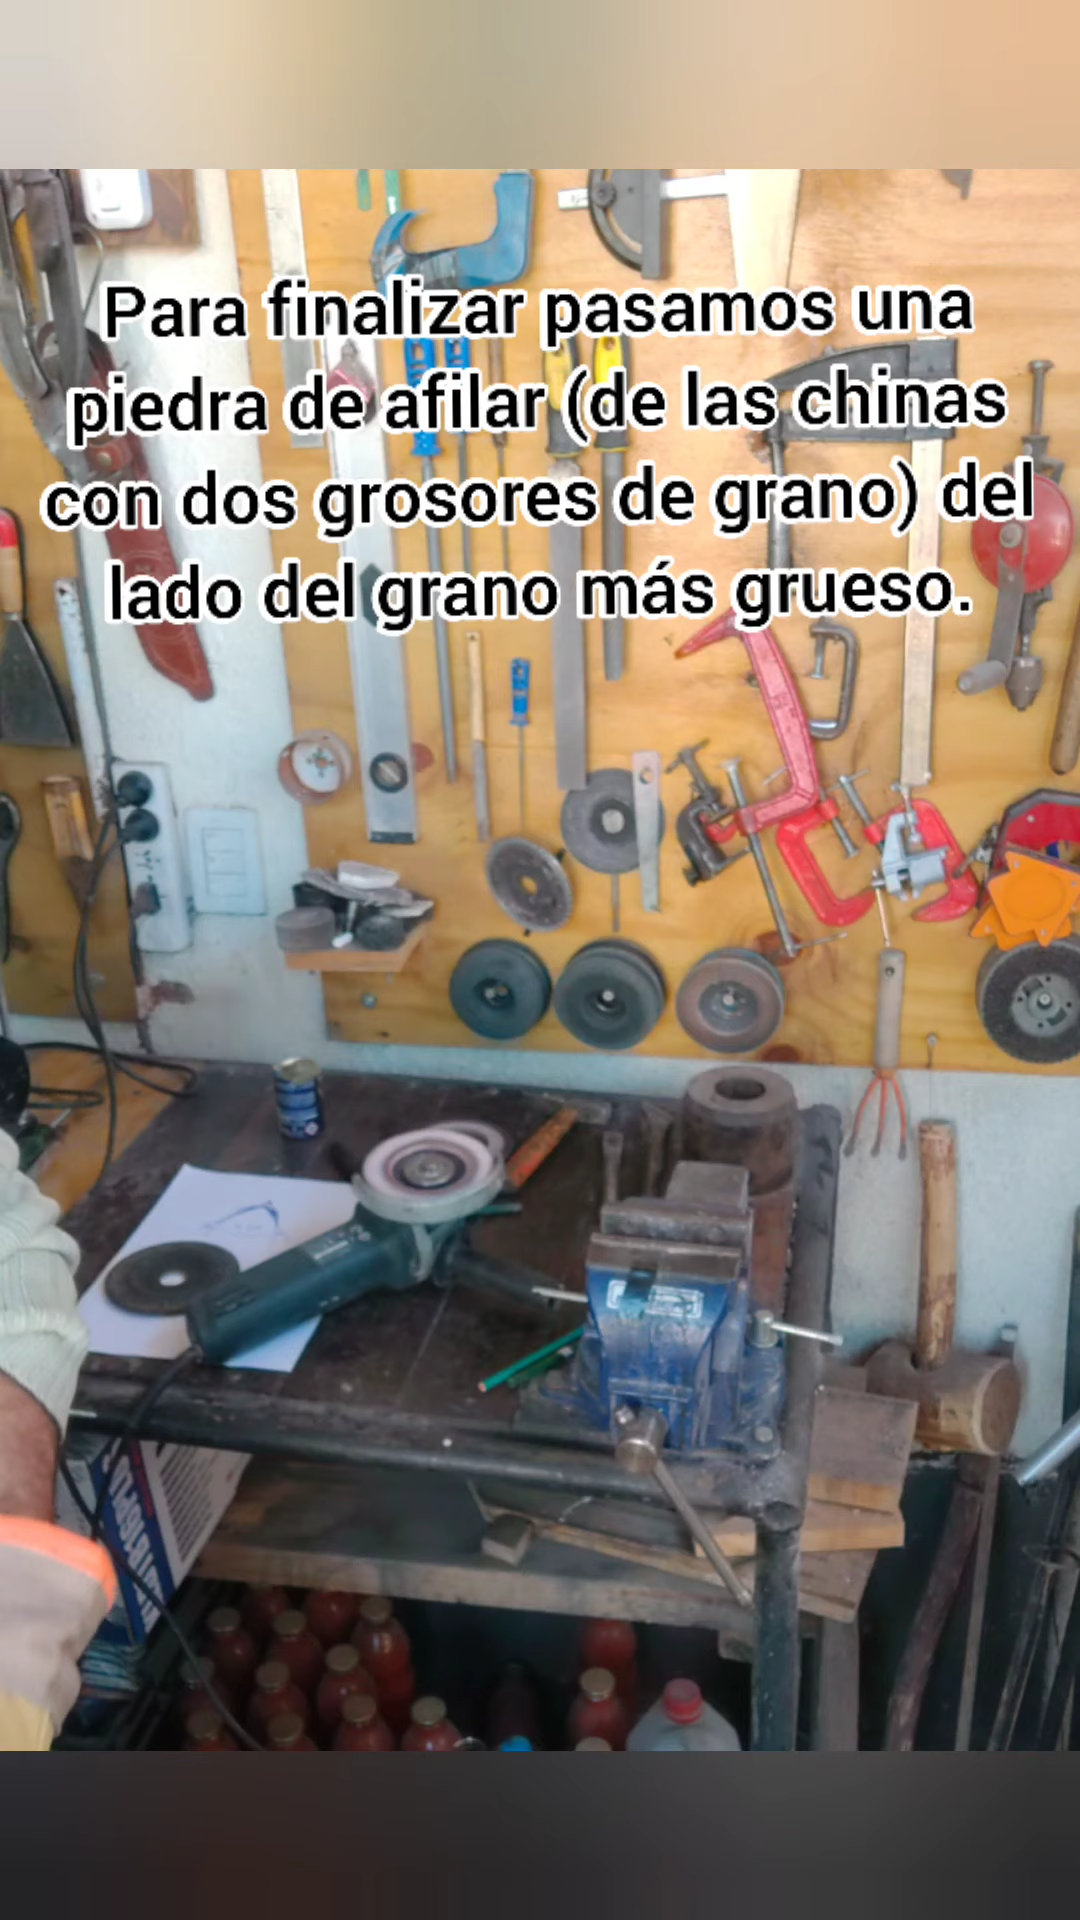 Para finalizar pasamos una
piedra de afilar (de las chinas
con dos grosores de grano) del
lado del grano más grueso.